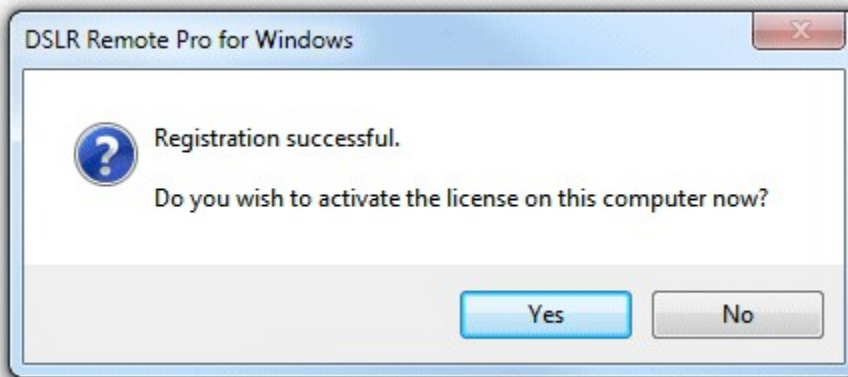 DSLR Remote Pro for Windows
Registration successful.
Do you wish to activate the license on this computer now?
Yes No